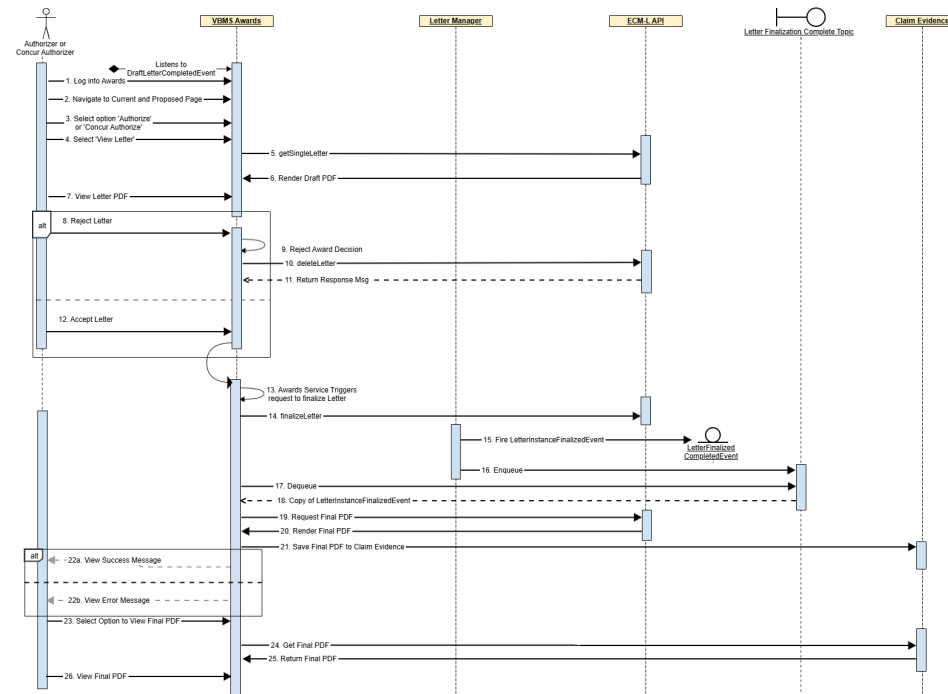 VBMS Awards
Letter Manager
ECM-L API
Claim Evidence
Letter Finalization Complete Topic
Authorizer or
Concur Authorizer
Listens to
DraftLetterCompletedEvent
1. Log into Awards
2. Navigate to Current and Proposed Page
3. Select option 'Authorize'
or 'Concur Authorize'
4. Select 'View Letter'
5. getSingleLetter
6. Render Draft PDF
7. View Letter PDF
alt
8. Reject Letter
9. Reject Award Decision
10. deleteLetter
11. Return Response Msg
12. Accept Letter
13. Awards Service Triggers
request to finalize Letter
14. finalizeLetter
15. Fire LetterInstanceFinalizedEvent
LetterFinalized
CompletedEvent
16. Enqueue
17. Dequeue
18. Copy of LetterInstanceFinalizedEvent
19. Request Final PDF
20. Render Final PDF
21. Save Final PDF to Claim Evidence
alt
22a. View Success Message
22b. View Error Message
23. Select Option to View Final PDF
24. Get Final PDF
25. Return Final PDF
26. View Final PDF